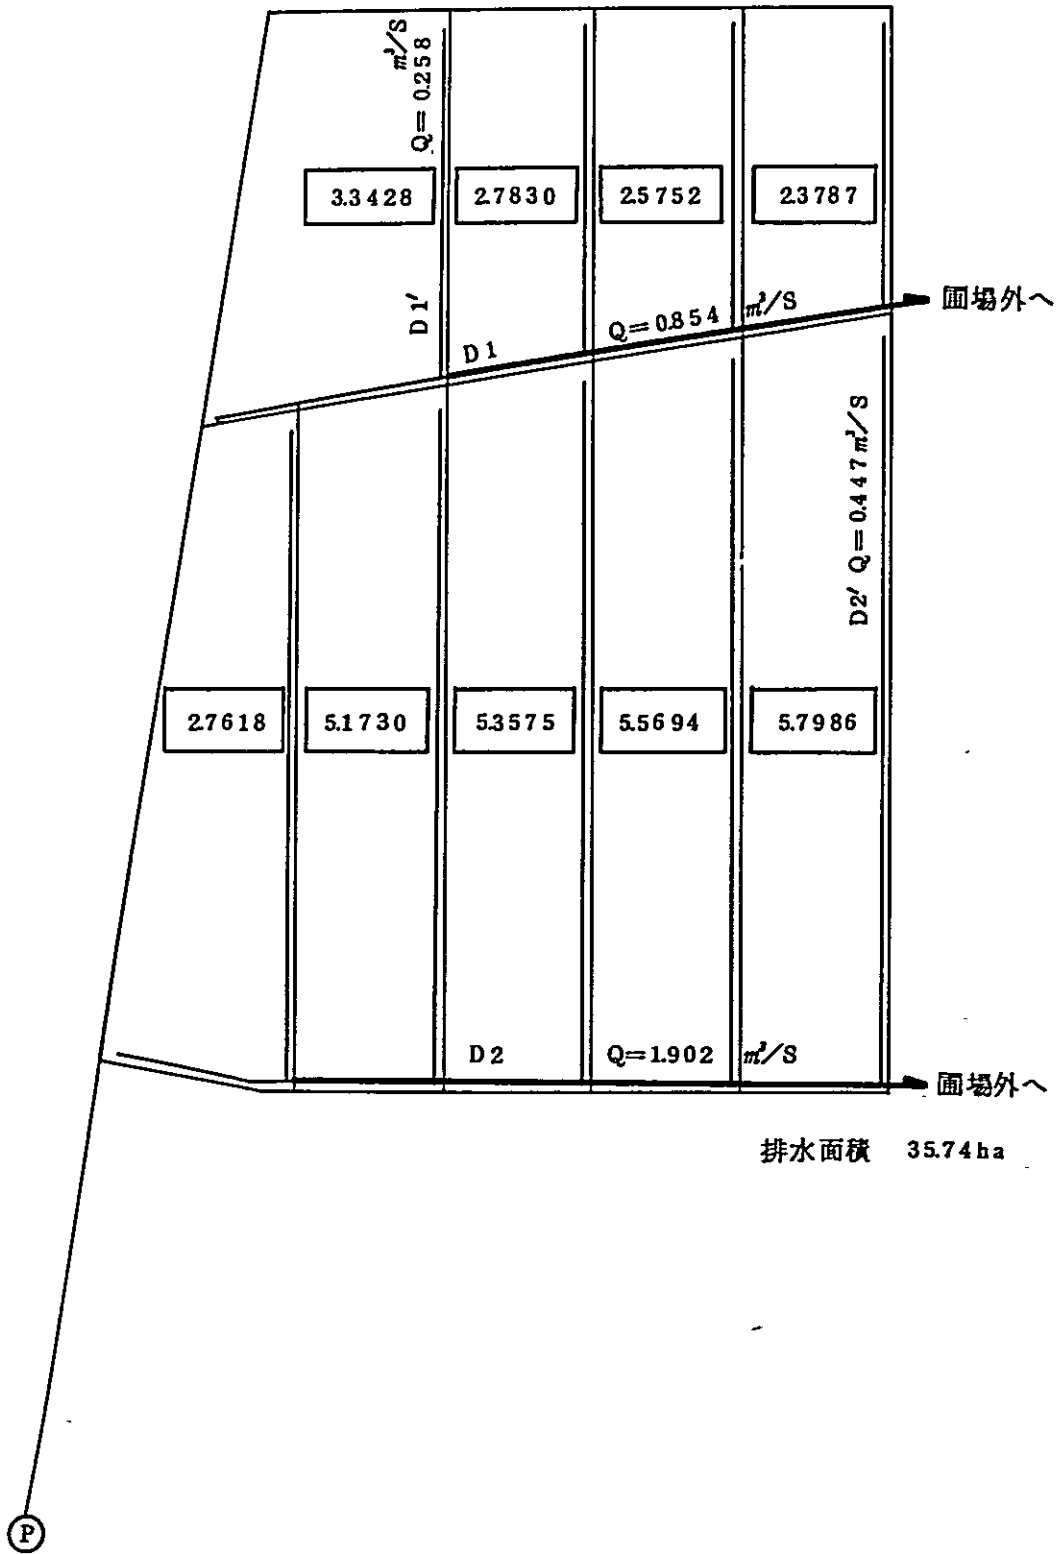 Q=0.258 m³/S
3.3428
2.7830
2.5752
2.3787
D1′
D1
Q=0.854 m³/S
圃場外へ
D2′ Q=0.447m³/S
2.7618
5.1730
5.3575
5.5694
5.7986
D2
Q=1.902 m³/S
圃場外へ
排水面積 35.74ha
P